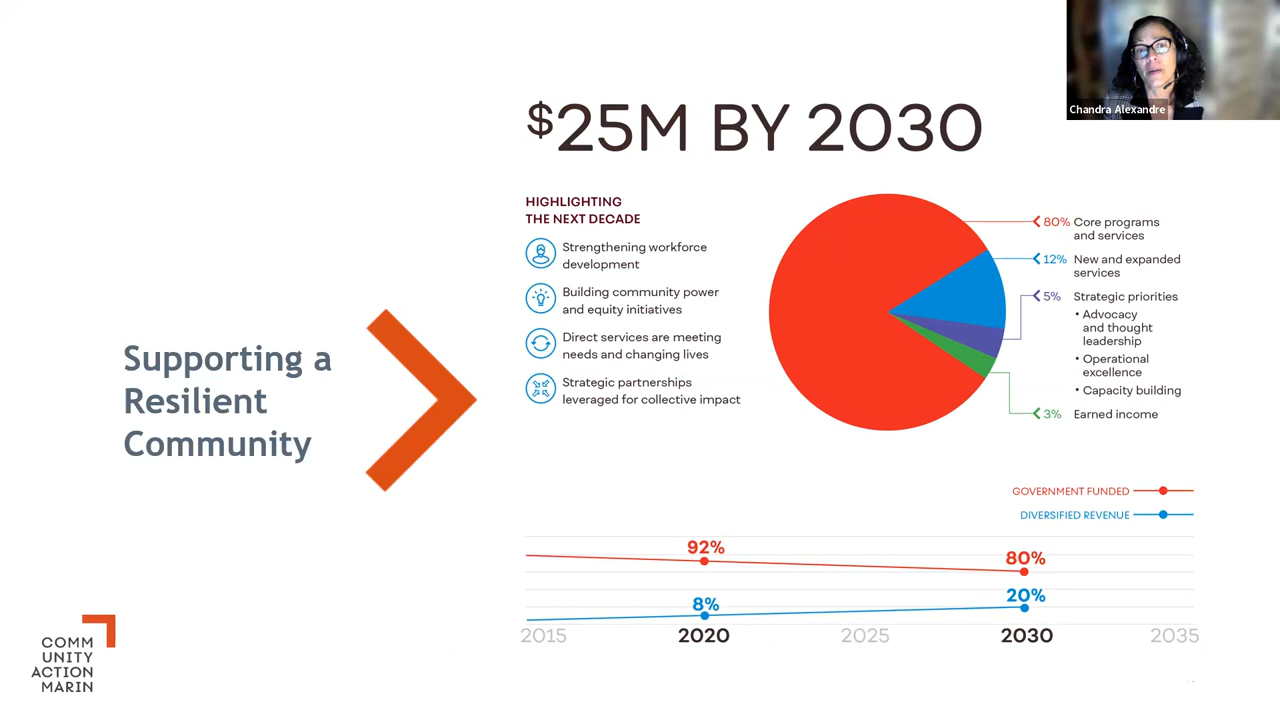 Chandra Alexandre
$25M BY 2030
HIGHLIGHTING
THE NEXT DECADE
Strengthening workforce
development
Building community power
and equity initiatives
Direct services are meeting
needs and changing lives
Strategic partnerships
leveraged for collective impact
80% Core programs
and services
12% New and expanded
services
5% Strategic priorities
• Advocacy
and thought
leadership
• Operational
excellence
• Capacity building
3% Earned income
Supporting a
Resilient
Community
GOVERNMENT FUNDED
DIVERSIFIED REVENUE
92%
80%
8%
20%
2015 2020 2025 2030 2035
COMM
UNITY
ACTION
MARIN